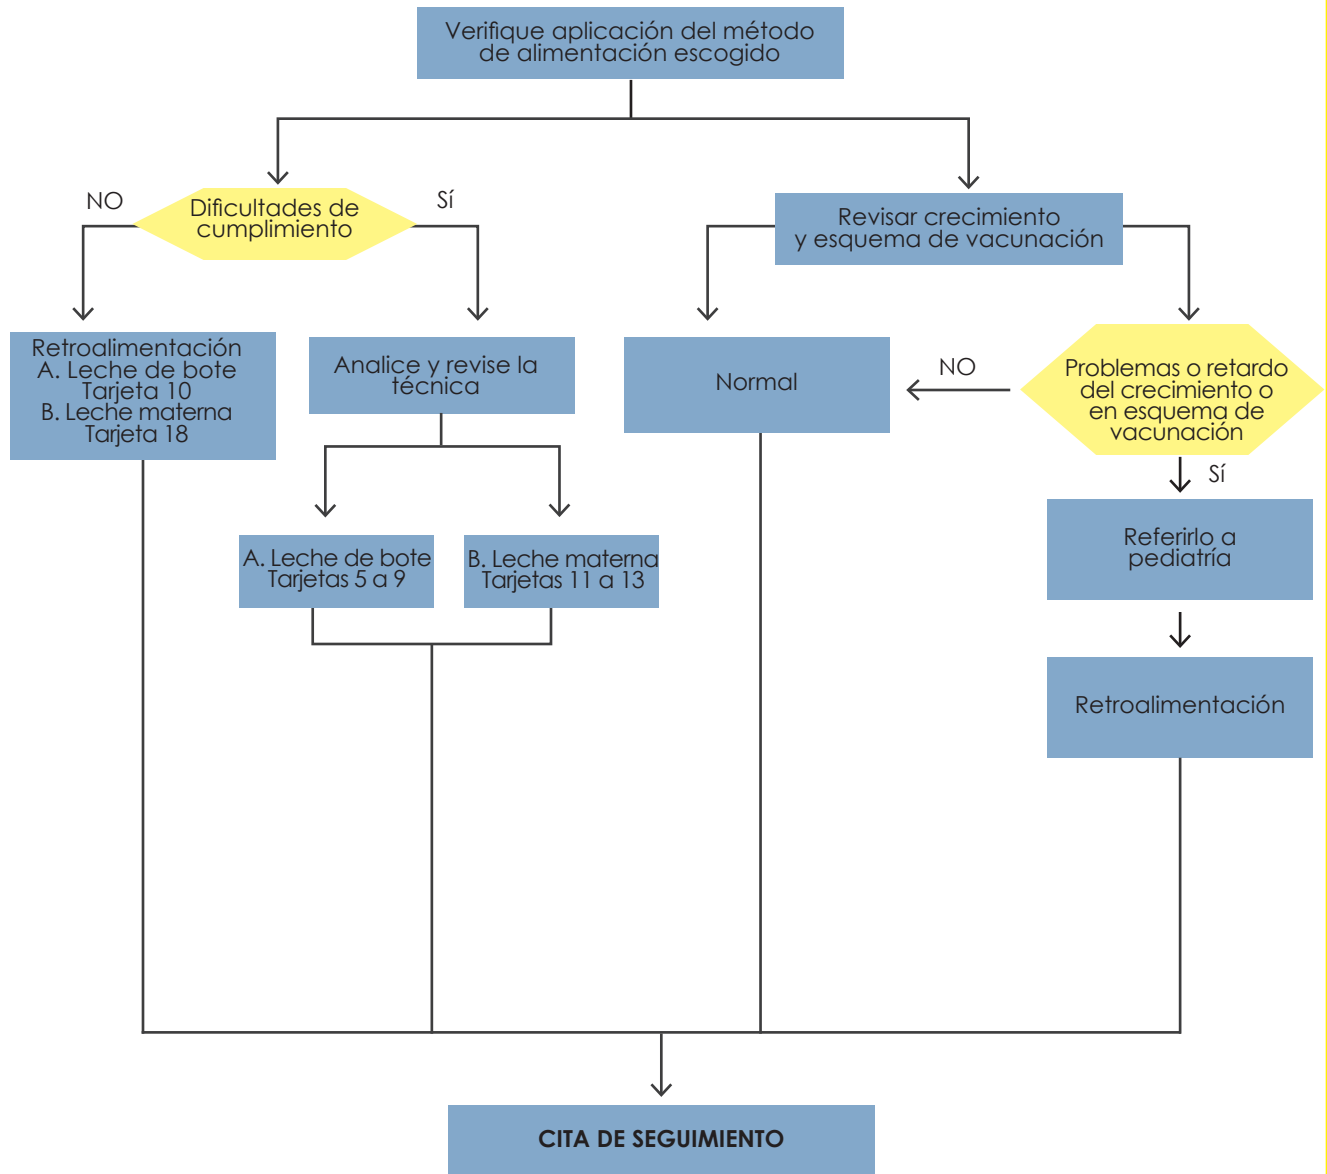 Verifique aplicación del método
de alimentación escogido
NO
Dificultades de
cumplimiento
Sí
Revisar crecimiento
y esquema de vacunación
Retroalimentación
A. Leche de bote
Tarjeta 10
B. Leche materna
Tarjeta 18
Analice y revise la
técnica
Normal
NO
Problemas o retardo
del crecimiento o
en esquema de
vacunación
Sí
A. Leche de bote
Tarjetas 5 a 9
B. Leche materna
Tarjetas 11 a 13
Referirlo a
pediatría
Retroalimentación
CITA DE SEGUIMIENTO